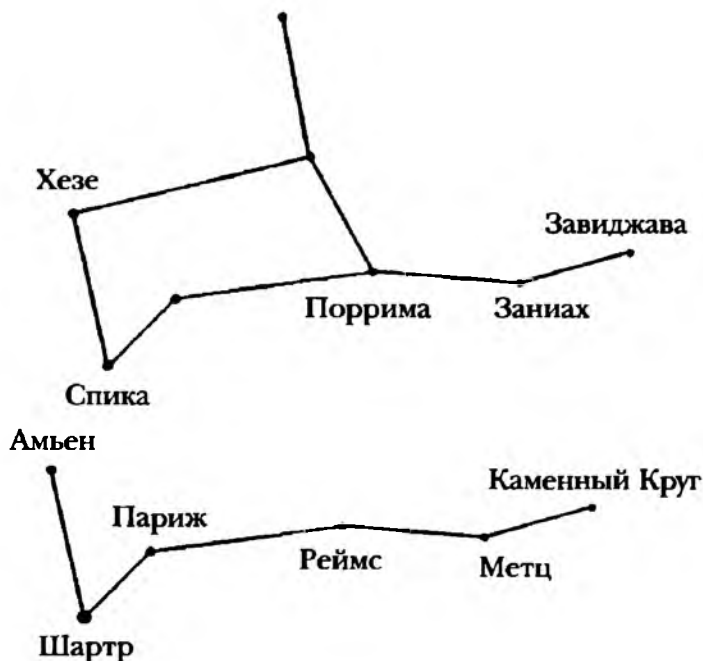 Хезе
Завиджава
Поррима
Заниах
Спика
Амьен
Каменный Круг
Париж
Реймс
Метц
Шартр